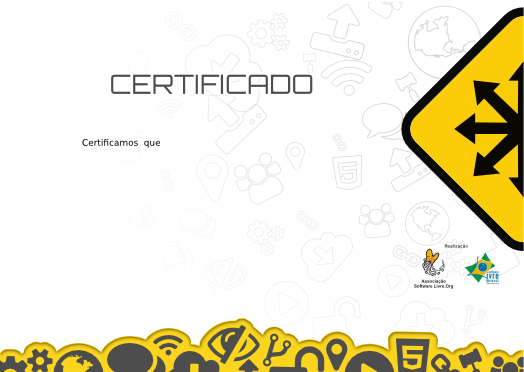 CERTIFICADO
Certificamos que
Realização
Associação
Software Livre.Org